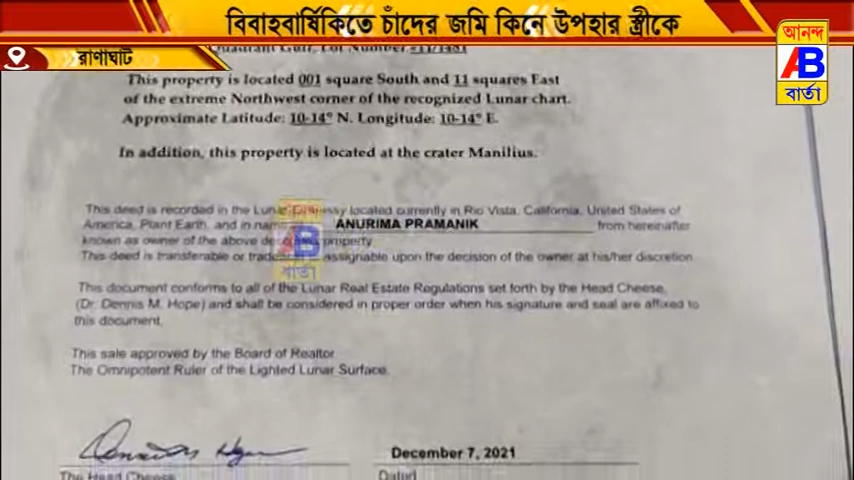 বিবাহবার্ষিকিতে চাঁদের জমি কিনে উপহার স্ত্রীকে
রাণাঘাট
আনন্দ
AB
বার্তা
Quadrant Golf, Lot Number -11/1481
This property is located 001 square South and 11 squares East
of the extreme Northwest corner of the recognized Lunar chart.
Approximate Latitude: 10-14° N. Longitude: 10-14° E.
In addition, this property is located at the crater Manilius.
This deed is recorded in the Lunar Embassy located currently in Rio Vista, California, United States of
America, Plant Earth, and in name ANURIMA PRAMANIK from hereinafter
known as owner of the above property
This deed is transferable or assignable upon the decision of the owner at his/her discretion
AB
বার্তা
This document conforms to all of the Lunar Real Estate Regulations set forth by the Head Cheese,
(Dr. Dennis M. Hope) and shall be considered in proper order when his signature and seal are affixed to
this document.
This sale approved by the Board of Realtor
The Omnipotent Ruler of the Lighted Lunar Surface.
December 7, 2021
The Head Cheese
Dated